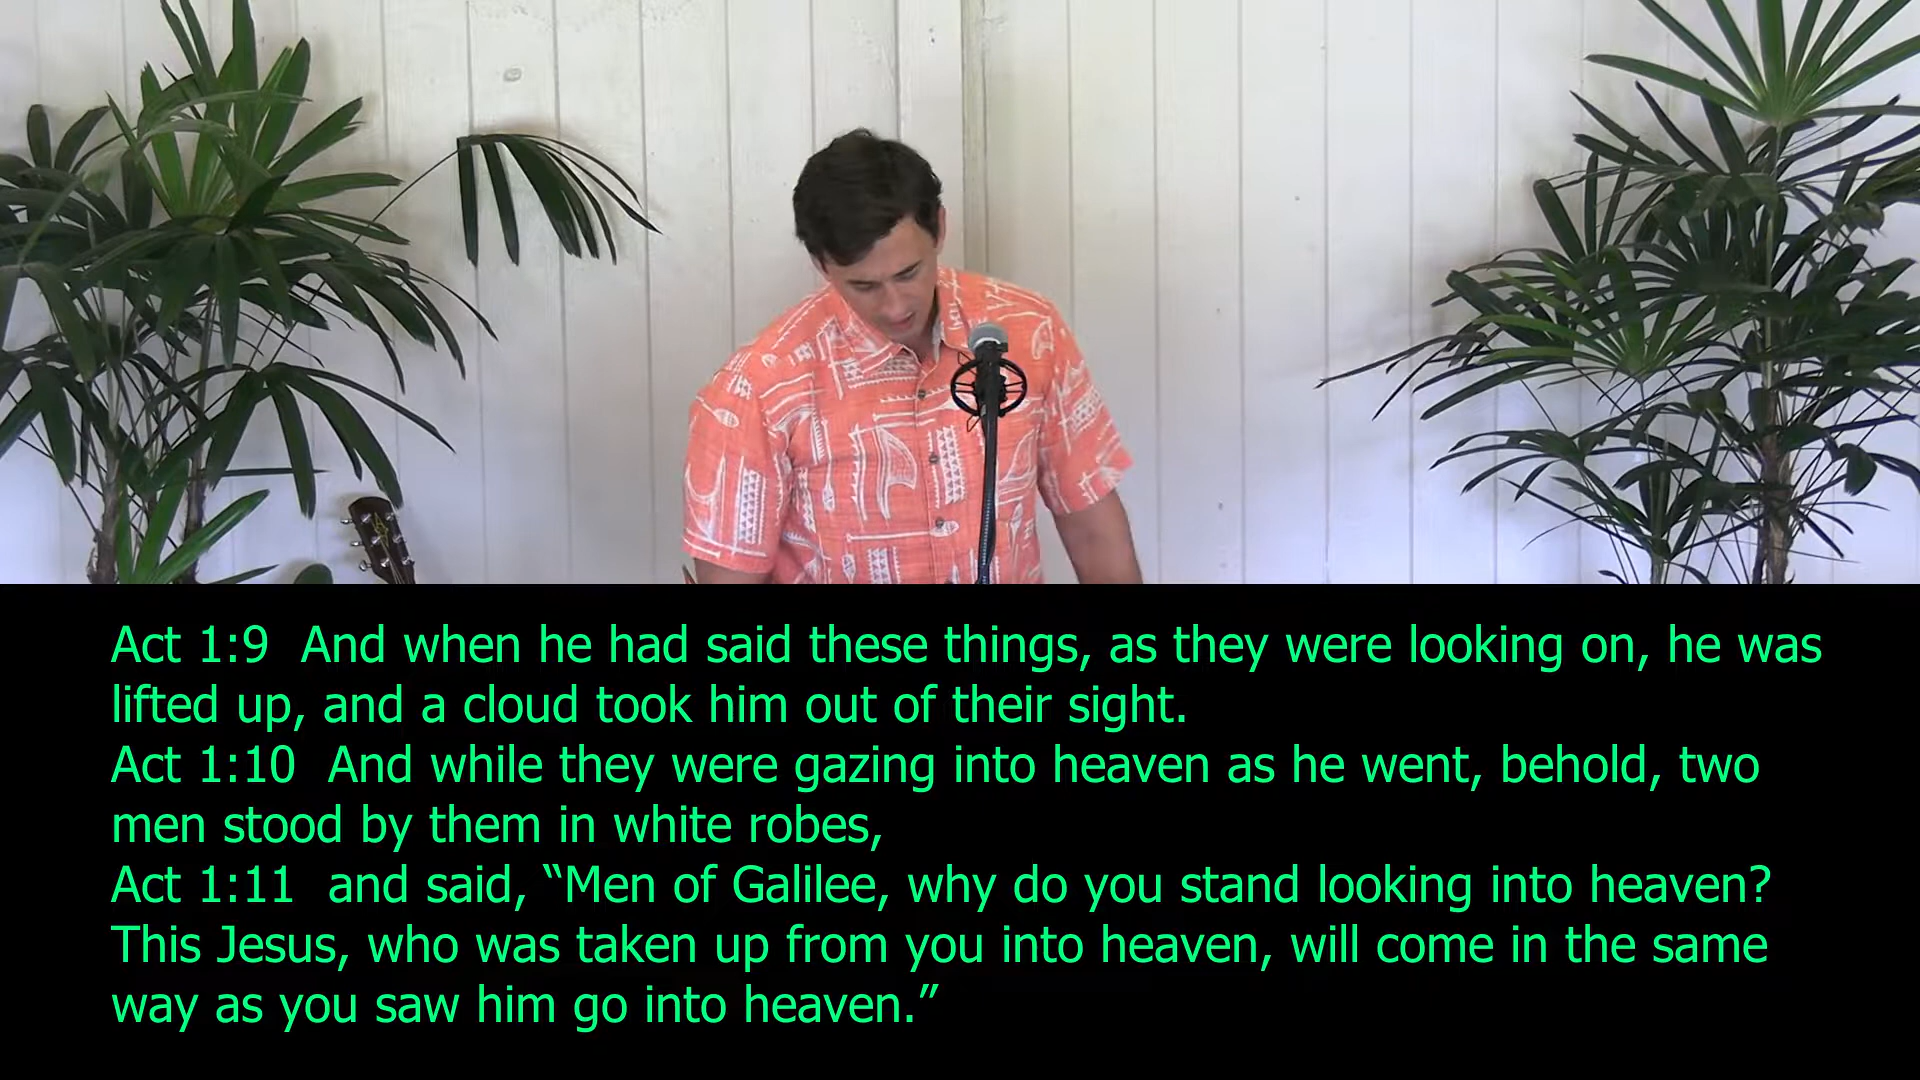 Act 1:9  And when he had said these things, as they were looking on, he was
lifted up, and a cloud took him out of their sight.
Act 1:10  And while they were gazing into heaven as he went, behold, two
men stood by them in white robes,
Act 1:11  and said, “Men of Galilee, why do you stand looking into heaven?
This Jesus, who was taken up from you into heaven, will come in the same
way as you saw him go into heaven.”